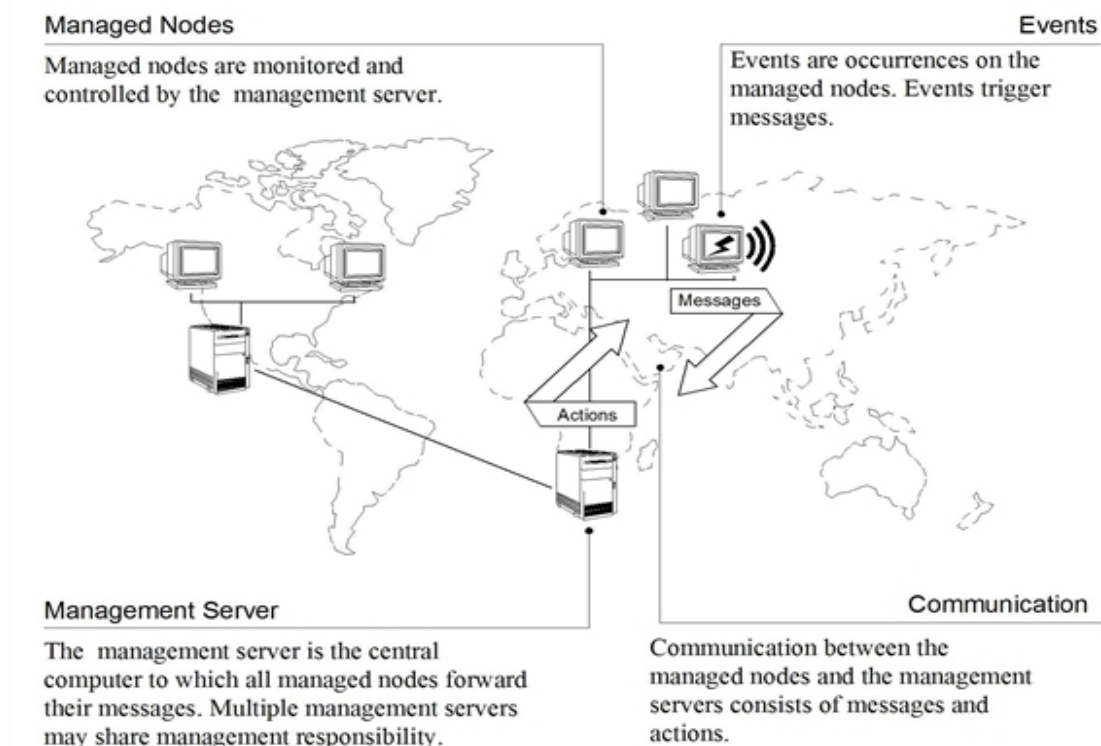 Managed Nodes
Managed nodes are monitored and
controlled by the management server.
Events
Events are occurrences on the
managed nodes. Events trigger
messages.
Messages
Actions
Management Server
The management server is the central
computer to which all managed nodes forward
their messages. Multiple management servers
may share management responsibility.
Communication
Communication between the
managed nodes and the management
servers consists of messages and
actions.